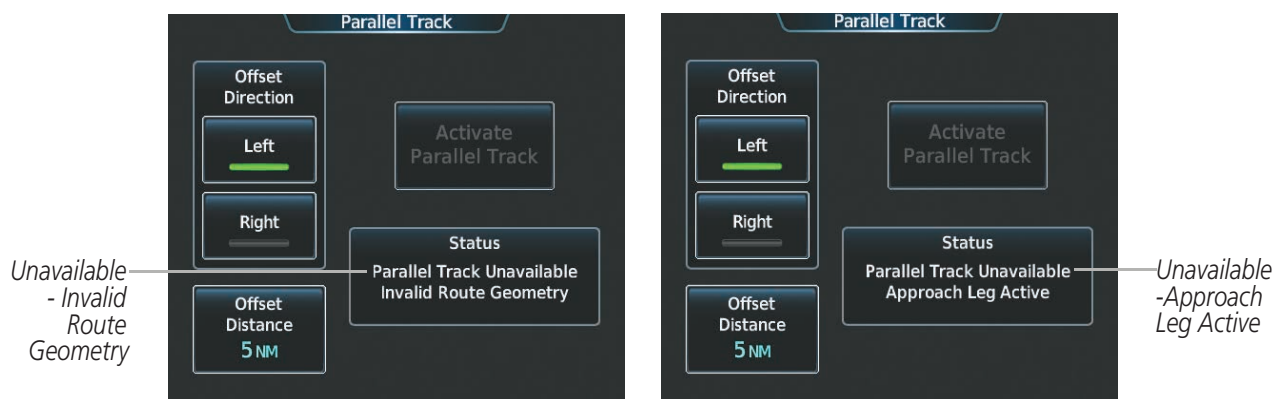 Parallel Track
Offset
Direction
Left
Right
Offset
Distance
5 NM
Activate
Parallel Track
Status
Parallel Track Unavailable
Invalid Route Geometry
Unavailable
- Invalid
Route
Geometry
Parallel Track
Offset
Direction
Left
Right
Offset
Distance
5 NM
Activate
Parallel Track
Status
Parallel Track Unavailable
Approach Leg Active
Unavailable
-Approach
Leg Active